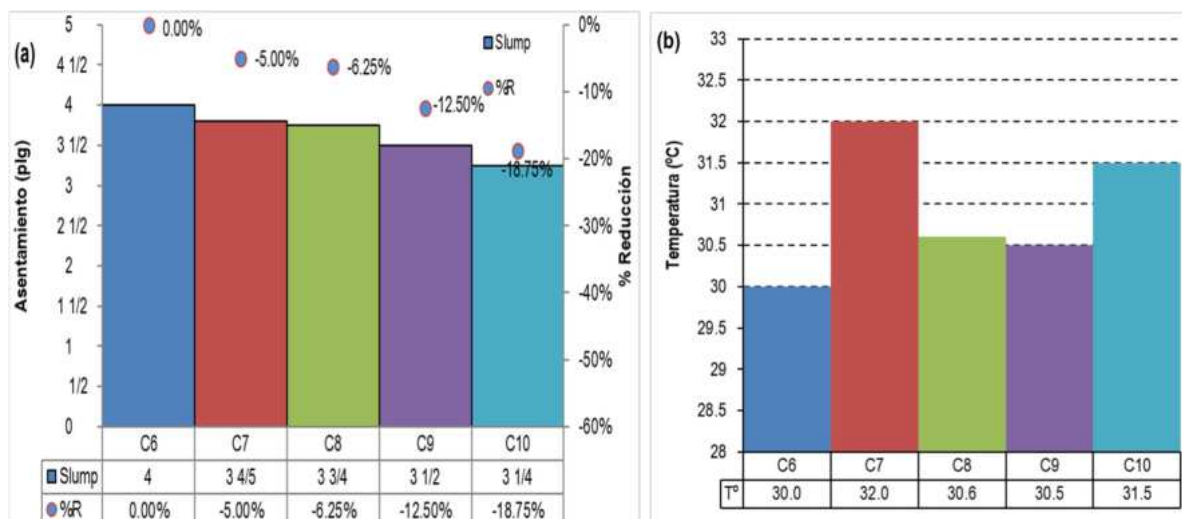 (a)
Asentamiento (plg)
5
4 1/2
4
3 1/2
3
2 1/2
2
1 1/2
1
1/2
0
0.00%
-5.00%
-6.25%
-12.50%
-18.75%
Slump
%R
0%
-10%
-20%
-30%
-40%
-50%
-60%
% Reducción
C6 C7 C8 C9 C10
Slump 4 3 4/5 3 3/4 3 1/2 3 1/4
%R 0.00% -5.00% -6.25% -12.50% -18.75%
(b)
Temperatura (ºC)
33
32.5
32
31.5
31
30.5
30
29.5
29
28.5
28
C6 C7 C8 C9 C10
Tº 30.0 32.0 30.6 30.5 31.5